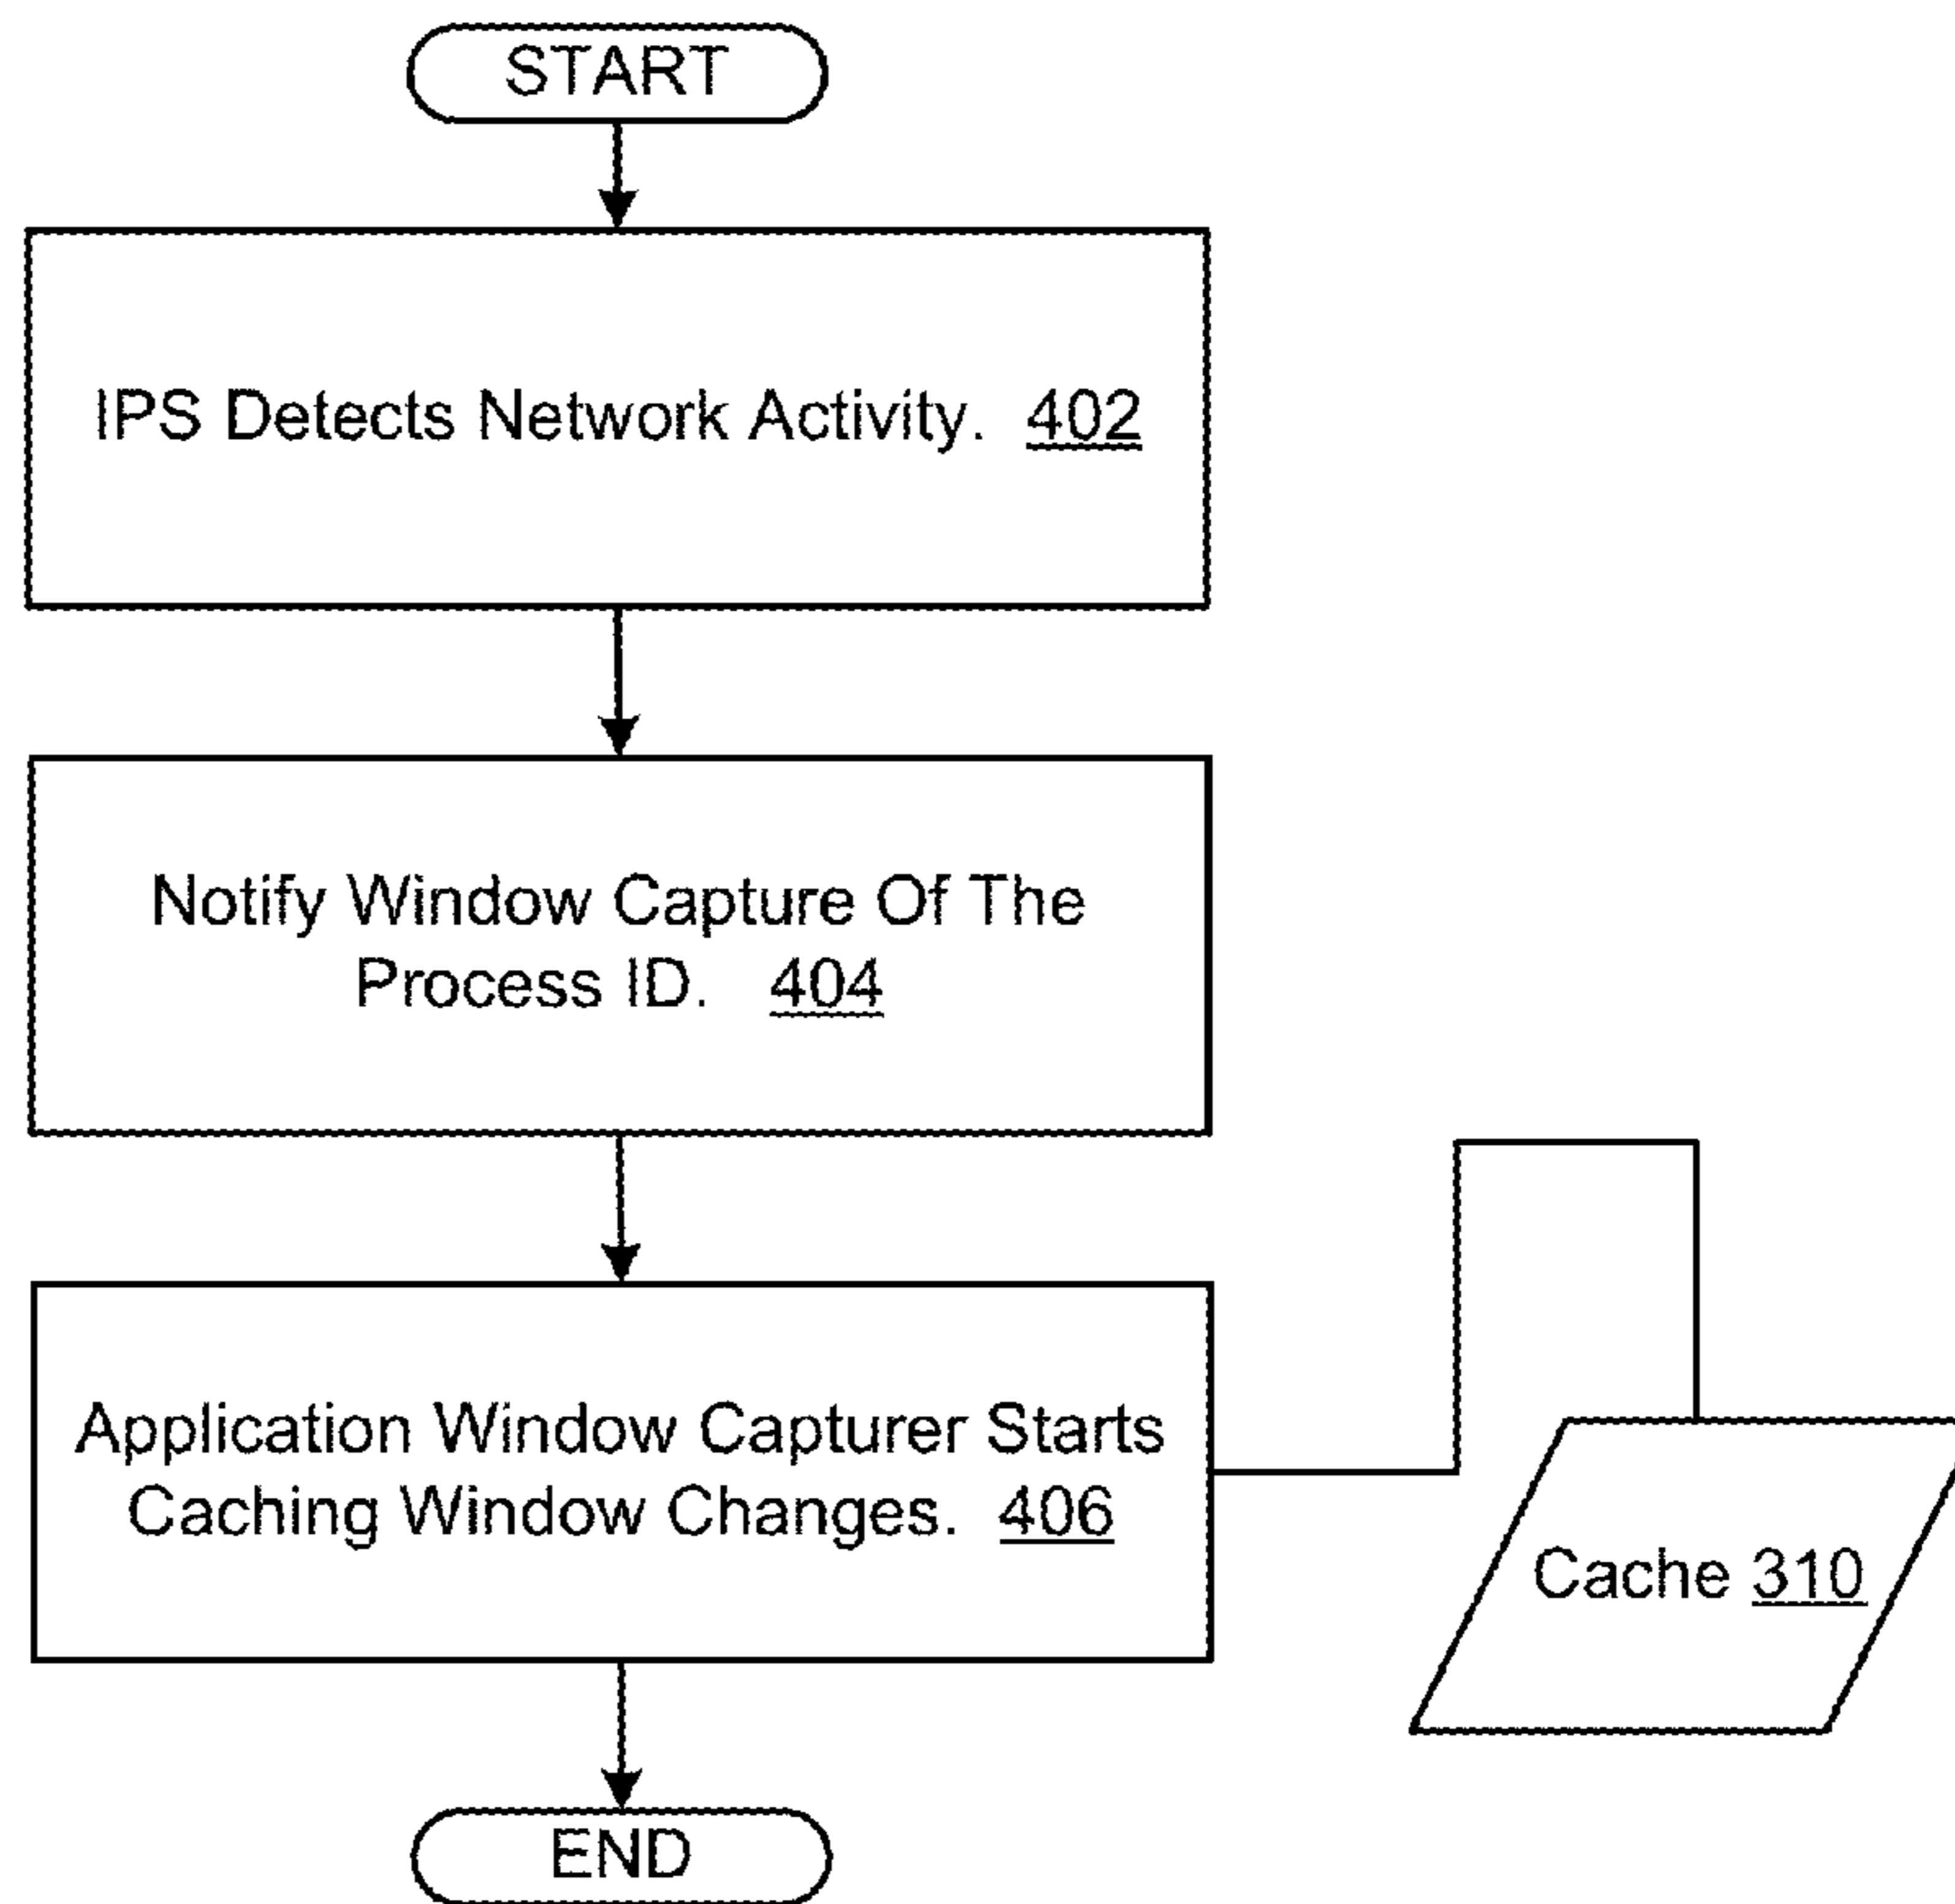 START
IPS Detects Network Activity. 402
Notify Window Capture Of The
Process ID. 404
Application Window Capturer Starts
Caching Window Changes. 406
Cache 310
END